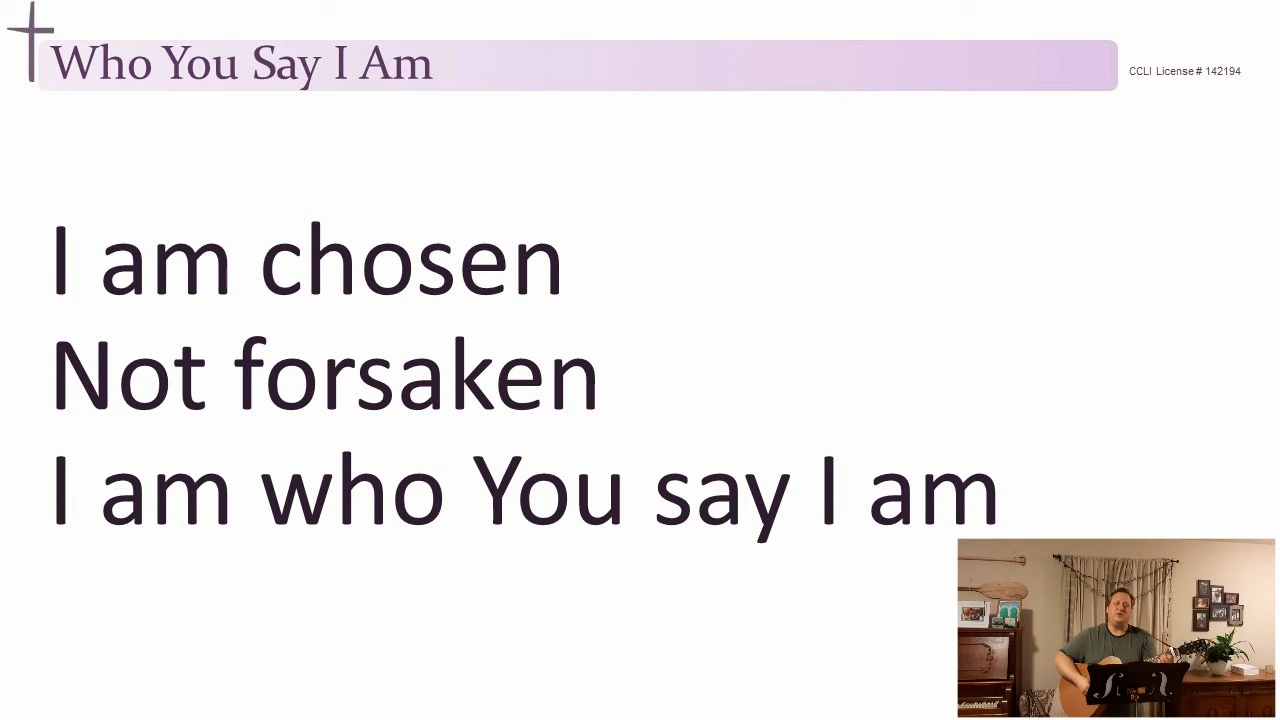 Who You Say I Am
CCLI License # 142194
I am chosen
Not forsaken
I am who You say I am